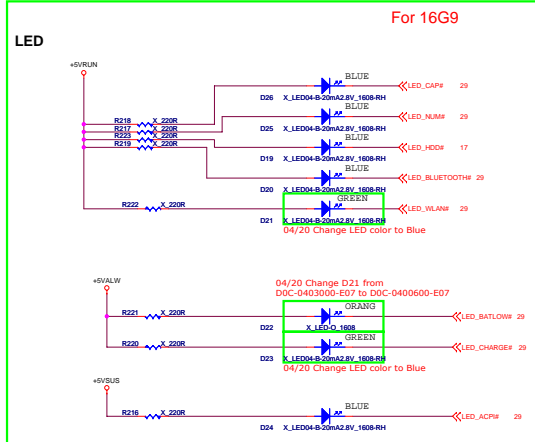 For 16G9
LED
+5VRUN
BLUE
LED_CAP# 29
D26 X_LED04-B-20mA2.8V_1608-RH
R218 X_220R
BLUE
R217 X_220R
LED_NUM# 29
R223 X_220R
D25 X_LED04-B-20mA2.8V_1608-RH
R219 X_220R
BLUE
LED_HDD# 17
D19 X_LED04-B-20mA2.8V_1608-RH
BLUE
LED_BLUETOOTH# 29
D20 X_LED04-B-20mA2.8V_1608-RH
GREEN
R222 X_220R
LED_WLAN# 29
D21 X_LED04-B-20mA2.8V_1608-RH
04/20 Change LED color to Blue
+5VALW
04/20 Change D21 from
D0C-0403000-E07 to D0C-0400600-E07
ORANG
R221 X_220R
LED_BATLOW# 29
D22 X_LED-O_1608
GREEN
R220 X_220R
LED_CHARGE# 29
D23 X_LED04-B-20mA2.8V_1608-RH
04/20 Change LED color to Blue
+5VSUS
BLUE
R216 X_220R
LED_ACPI# 29
D24 X_LED04-B-20mA2.8V_1608-RH